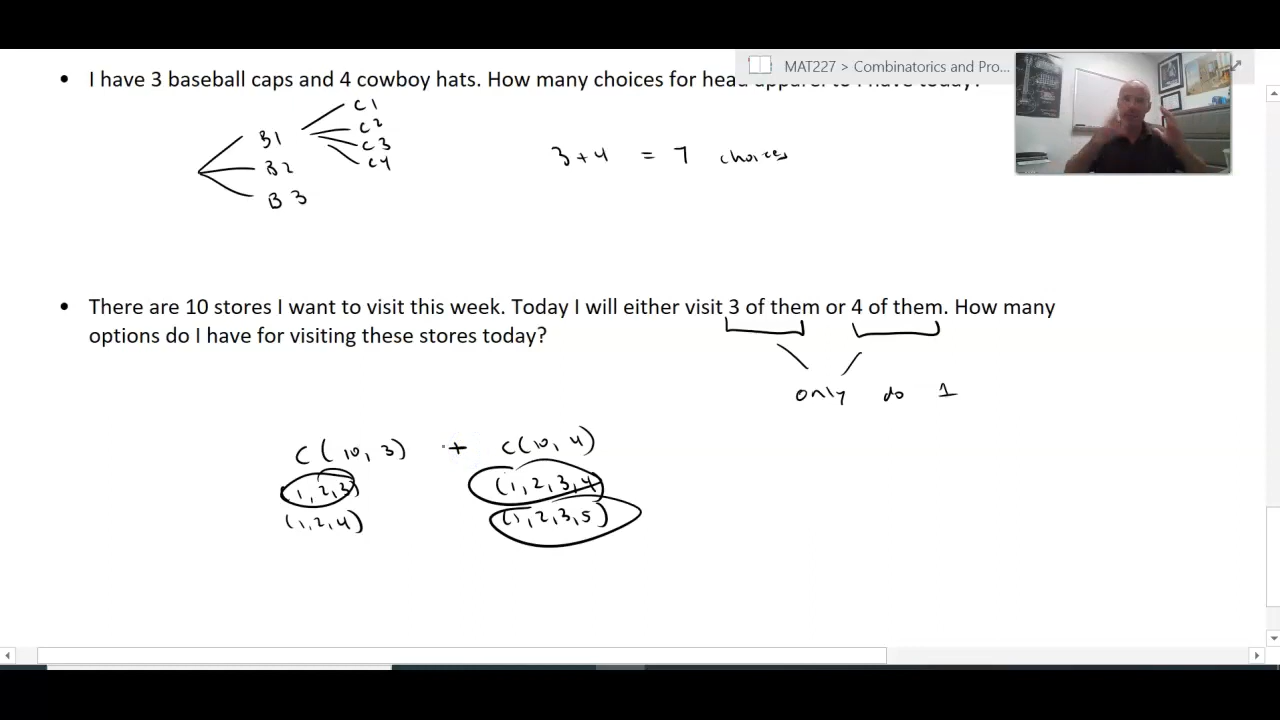 MAT227 > Combinatorics and Pro...
• I have 3 baseball caps and 4 cowboy hats. How many choices for head apparel to I have today?
C1
B1 C2
C3
B2 C4
B3
3+4 = 7 choices
• There are 10 stores I want to visit this week. Today I will either visit 3 of them or 4 of them. How many
options do I have for visiting these stores today?
only do 1
C(10, 3) + C(10, 4)
(1,2,3) (1,2,3,4)
(1,2,4) (1,2,3,5)